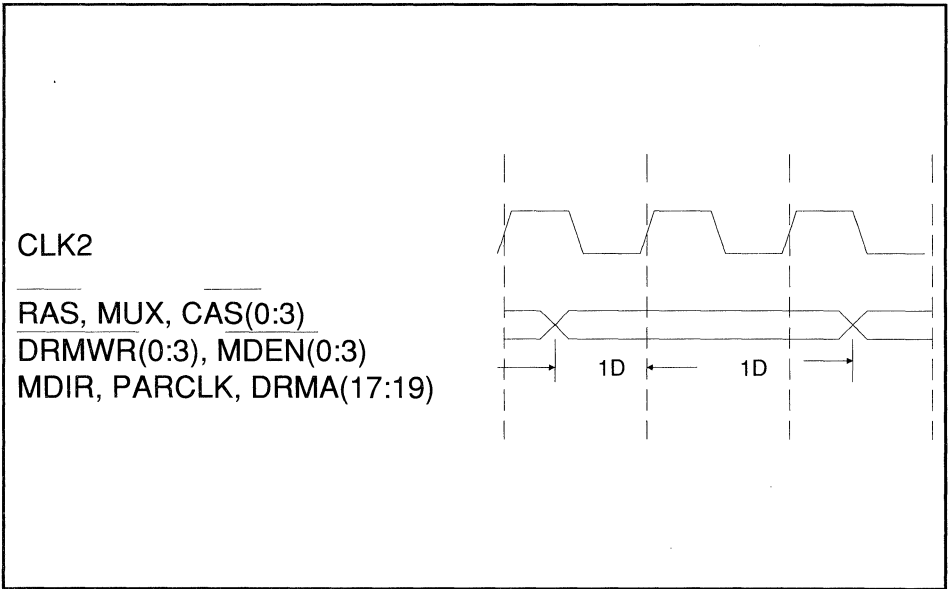 CLK2
RAS, MUX, CAS(0:3)
DRMWR(0:3), MDEN(0:3)
MDIR, PARCLK, DRMA(17:19)
1D 1D